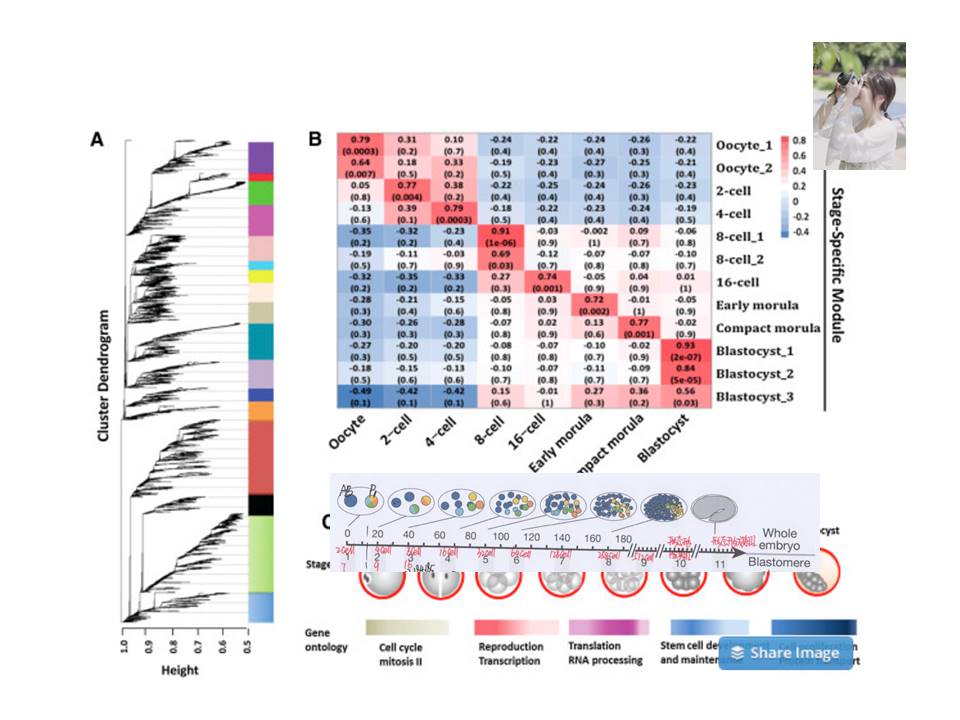 A
Cluster Dendrogram
1.0 0.9 0.8 0.7 0.6 0.5
Height
B
0.79 0.31 0.10 -0.24 -0.22 -0.24 -0.26 -0.22
(0.0003) (0.2) (0.7) (0.4) (0.4) (0.4) (0.3) (0.4)
Oocyte_1
0.64 0.18 0.33 -0.19 -0.23 -0.27 -0.25 -0.21
(0.007) (0.5) (0.2) (0.5) (0.4) (0.3) (0.3) (0.4)
Oocyte_2
0.05 0.77 0.38 -0.22 -0.25 -0.24 -0.26 -0.23
(0.8) (0.004) (0.2) (0.4) (0.4) (0.4) (0.3) (0.4)
2-cell
-0.13 0.39 0.79 -0.18 -0.22 -0.23 -0.24 -0.19
(0.6) (0.1) (0.0003) (0.5) (0.4) (0.4) (0.4) (0.5)
4-cell
-0.35 -0.32 -0.23 0.91 -0.03 -0.002 0.09 -0.06
(0.2) (0.2) (0.4) (1e-06) (0.9) (1) (0.7) (0.8)
8-cell_1
-0.19 -0.11 -0.03 0.69 -0.12 -0.07 -0.07 -0.10
(0.5) (0.7) (0.9) (0.03) (0.7) (0.8) (0.8) (0.7)
8-cell_2
-0.32 -0.35 -0.33 0.27 0.74 -0.05 0.04 0.01
(0.2) (0.2) (0.2) (0.3) (0.001) (0.9) (0.9) (1)
16-cell
-0.28 -0.21 -0.15 -0.05 0.03 0.72 -0.01 -0.05
(0.3) (0.4) (0.6) (0.8) (0.9) (0.002) (1) (0.9)
Early morula
-0.30 -0.26 -0.28 -0.07 0.02 0.13 0.77 -0.02
(0.3) (0.3) (0.3) (0.8) (0.9) (0.6) (0.001) (0.9)
Compact morula
-0.27 -0.20 -0.20 -0.08 -0.07 -0.10 -0.02 0.93
(0.3) (0.5) (0.5) (0.8) (0.8) (0.7) (0.9) (2e-07)
Blastocyst_1
-0.18 -0.15 -0.13 -0.10 -0.07 -0.11 -0.09 0.84
(0.5) (0.6) (0.6) (0.7) (0.8) (0.7) (0.7) (5e-05)
Blastocyst_2
-0.49 -0.42 -0.42 0.15 -0.01 0.27 0.36 0.56
(0.1) (0.1) (0.1) (0.6) (1) (0.3) (0.2) (0.03)
Blastocyst_3
0.8
0.6
0.4
0.2
0
-0.2
-0.4
Stage-Specific Module
Oocyte
2-cell
4-cell
8-cell
16-cell
Early morula
mpact morula
Blastocyst
AB P1
0 20 40 60 80 100 120 140 160 180
Whole
embryo
1 2 3 4 5 6 7 8 9 10 11
Blastomere
Stage
cyst
Gene
ontology
Cell cycle
mitosis II
Reproduction
Transcription
Translation
RNA processing
Stem cell
and
Share Image